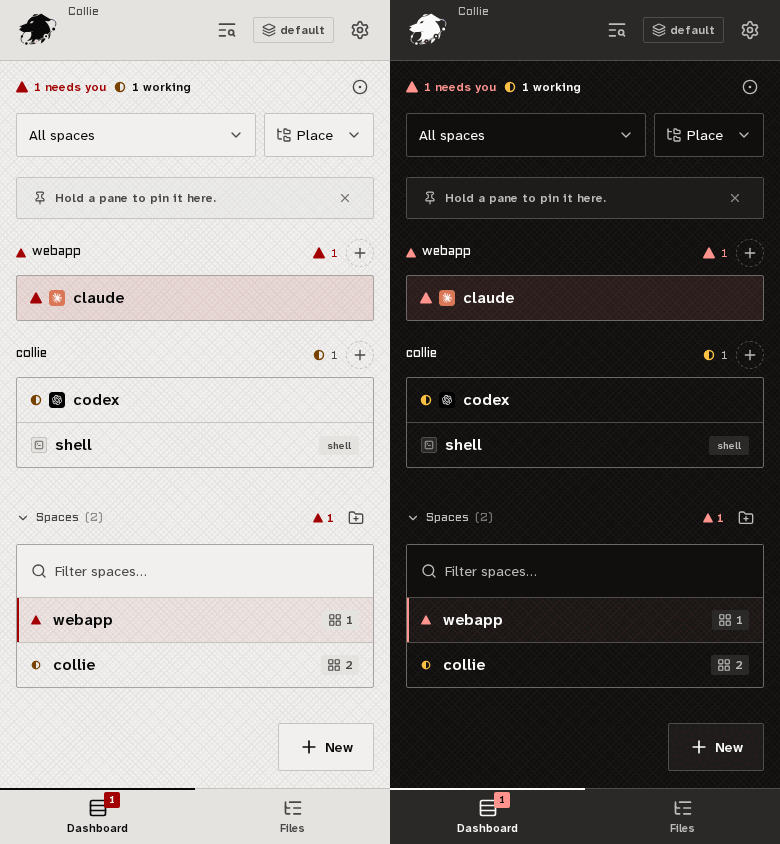 Collie
default
1 needs you 1 working
All spaces Place
Hold a pane to pin it here.
webapp 1
claude
collie 1
codex
shell shell
Spaces (2) 1
Filter spaces...
webapp 1
collie 2
New
1
Dashboard Files
Collie
default
1 needs you 1 working
All spaces Place
Hold a pane to pin it here.
webapp 1
claude
collie 1
codex
shell shell
Spaces (2) 1
Filter spaces...
webapp 1
collie 2
New
1
Dashboard Files